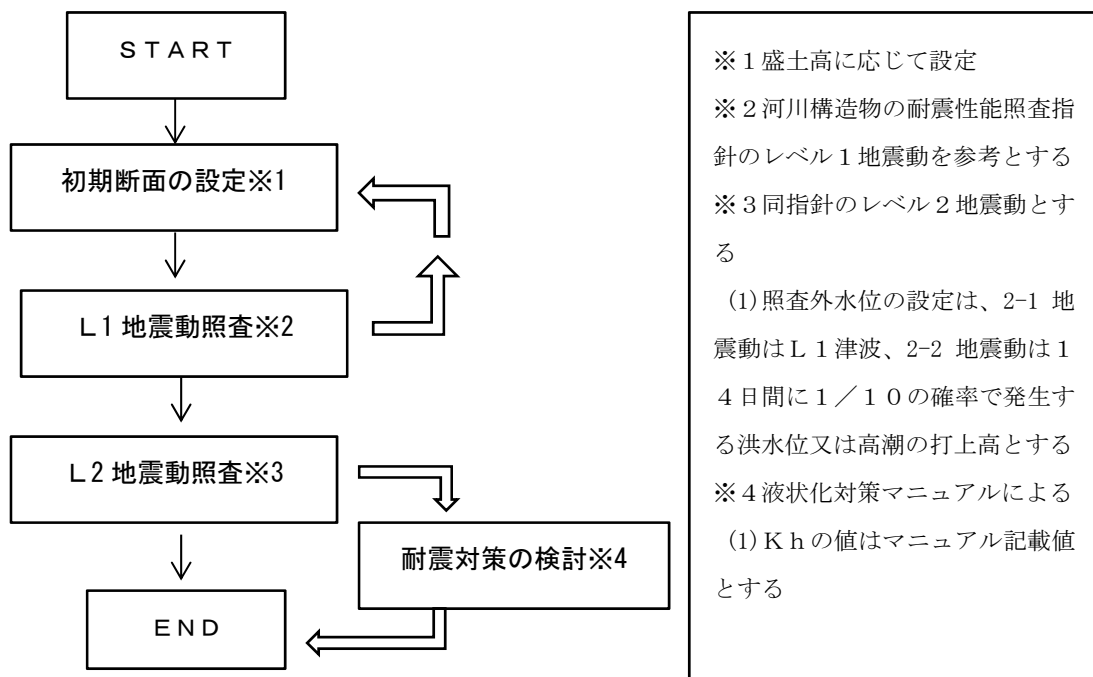 ＳＴＡＲＴ
初期断面の設定※1
Ｌ1 地震動照査※2
Ｌ2 地震動照査※3
耐震対策の検討※4
ＥＮＤ
※１盛土高に応じて設定
※２河川構造物の耐震性能照査指
針のレベル１地震動を参考とする
※３同指針のレベル２地震動とす
る
(1)照査外水位の設定は、2-1 地
震動はＬ１津波、2-2 地震動は１
４日間に１／１０の確率で発生す
る洪水位又は高潮の打上高とする
※４液状化対策マニュアルによる
(1)Ｋｈの値はマニュアル記載値
とする